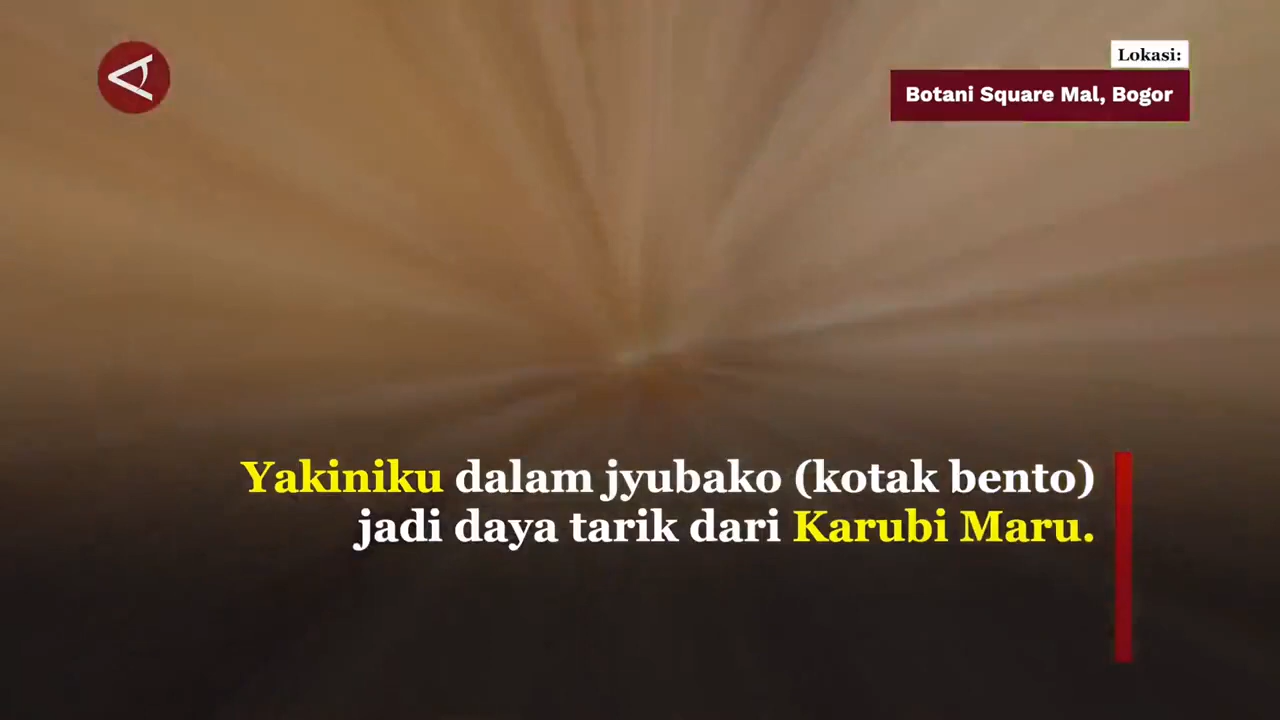 Lokasi:
Botani Square Mal, Bogor
Yakiniku dalam jyubako (kotak bento)
jadi daya tarik dari Karubi Maru.